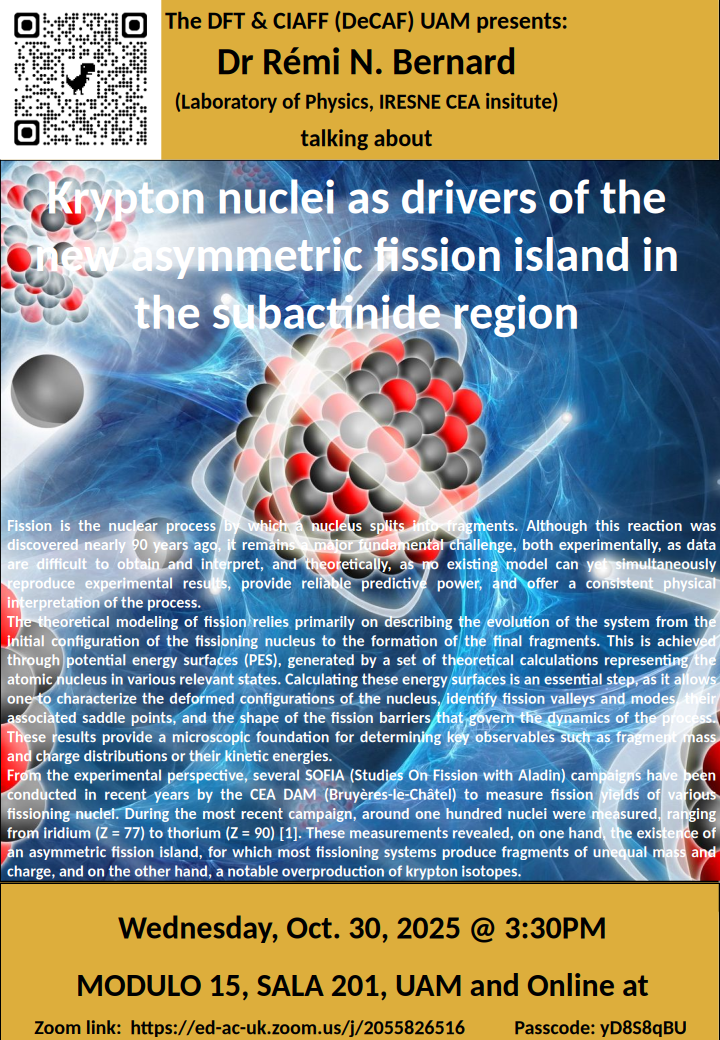 The DFT & CIAFF (DeCAF) UAM presents:
Dr Rémi N. Bernard
(Laboratory of Physics, IRESNE CEA insitute)
talking about
Krypton nuclei as drivers of the
new asymmetric fission island in
the subactinide region
Fission is the nuclear process by which a nucleus splits into fragments. Although this reaction was
discovered nearly 90 years ago, it remains a major fundamental challenge, both experimentally, as data
are difficult to obtain and interpret, and theoretically, as no existing model can yet simultaneously
reproduce experimental results, provide reliable predictive power, and offer a consistent physical
interpretation of the process.
The theoretical modeling of fission relies primarily on describing the evolution of the system from the
initial configuration of the fissioning nucleus to the formation of the final fragments. This is achieved
through potential energy surfaces (PES), generated by a set of theoretical calculations representing the
atomic nucleus in various relevant states. Calculating these energy surfaces is an essential step, as it allows
one to characterize the deformed configurations of the nucleus, identify fission valleys and modes, their
associated saddle points, and the shape of the fission barriers that govern the dynamics of the process.
These results provide a microscopic foundation for determining key observables such as fragment mass
and charge distributions or their kinetic energies.
From the experimental perspective, several SOFIA (Studies On Fission with Aladin) campaigns have been
conducted in recent years by the CEA DAM (Bruyères-le-Châtel) to measure fission yields of various
fissioning nuclei. During the most recent campaign, around one hundred nuclei were measured, ranging
from iridium (Z = 77) to thorium (Z = 90) [1]. These measurements revealed, on one hand, the existence of
an asymmetric fission island, for which most fissioning systems produce fragments of unequal mass and
charge, and on the other hand, a notable overproduction of krypton isotopes.
Wednesday, Oct. 30, 2025 @ 3:30PM
MODULO 15, SALA 201, UAM and Online at
Zoom link: https://ed-ac-uk.zoom.us/j/2055826516 Passcode: yD8S8qBU